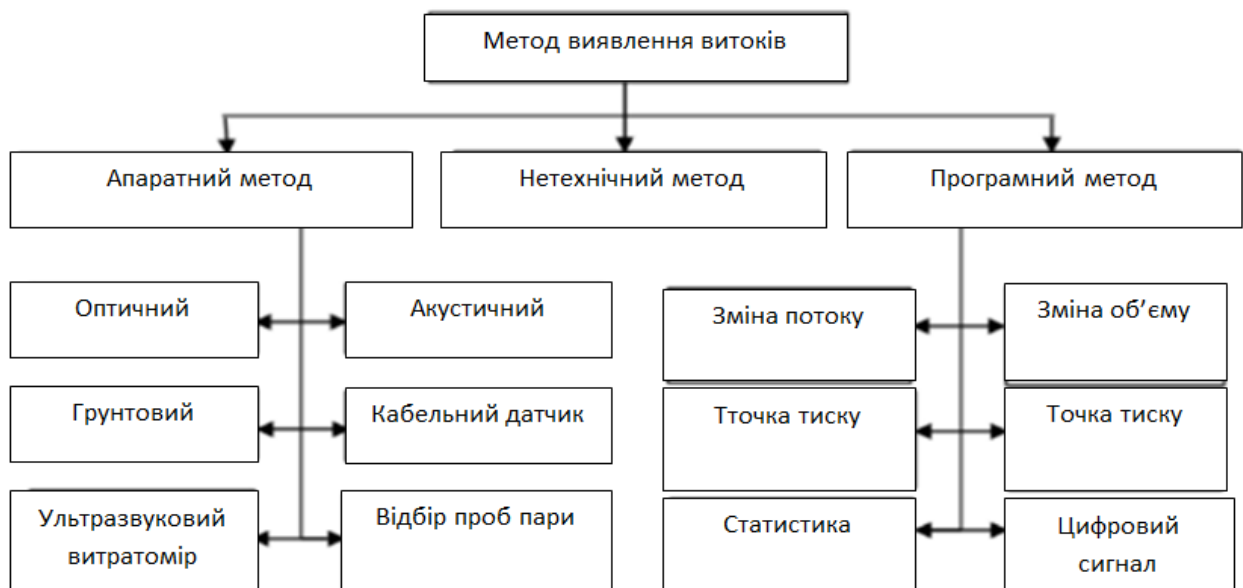 Метод виявлення витоків
Апаратний метод
Нетехнічний метод
Програмний метод
Оптичний
Акустичний
Зміна потоку
Зміна об’єму
Грунтовий
Кабельний датчик
Тточка тиску
Точка тиску
Ультразвуковий
витратомір
Відбір проб пари
Статистика
Цифровий
сигнал